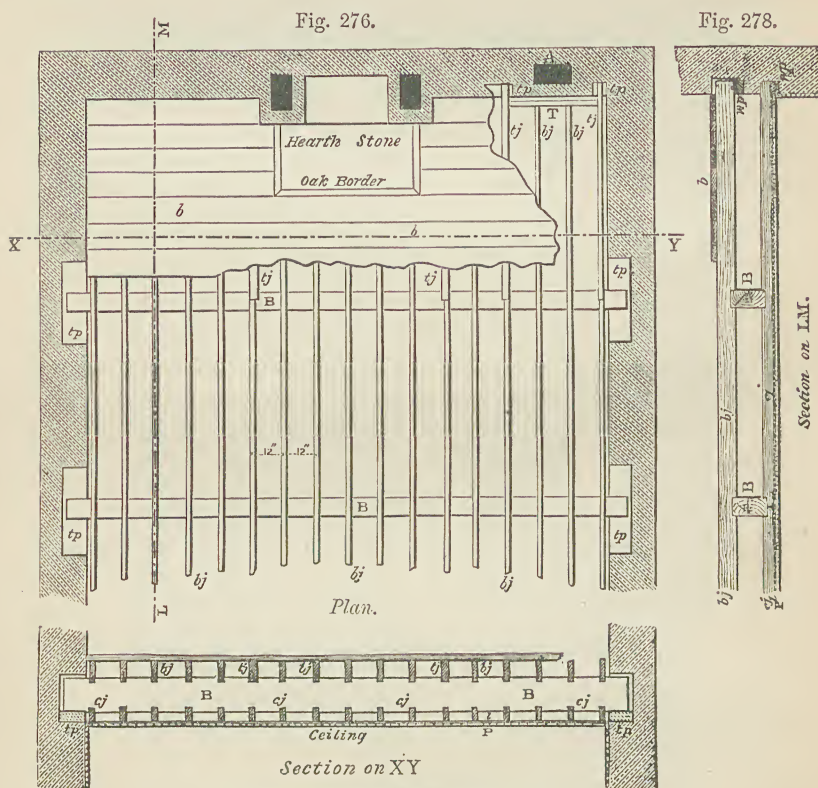 Fig. 276.
Fig. 278.
M
A
tp
tp
T
tj
bj
bj
tj
wp
wp
Hearth Stone
Oak Border
b
b
b
X
Y
tj
tj
tp
B
B
tp
12"
12"
bj
B
B
tp
tp
bj
bj
bj
bj
L
Plan.
P
Section on LM.
bj
tj
tj
bj
B
B
cj
cj
cj
cj
tp
tp
l
Ceiling
P
Section on XY